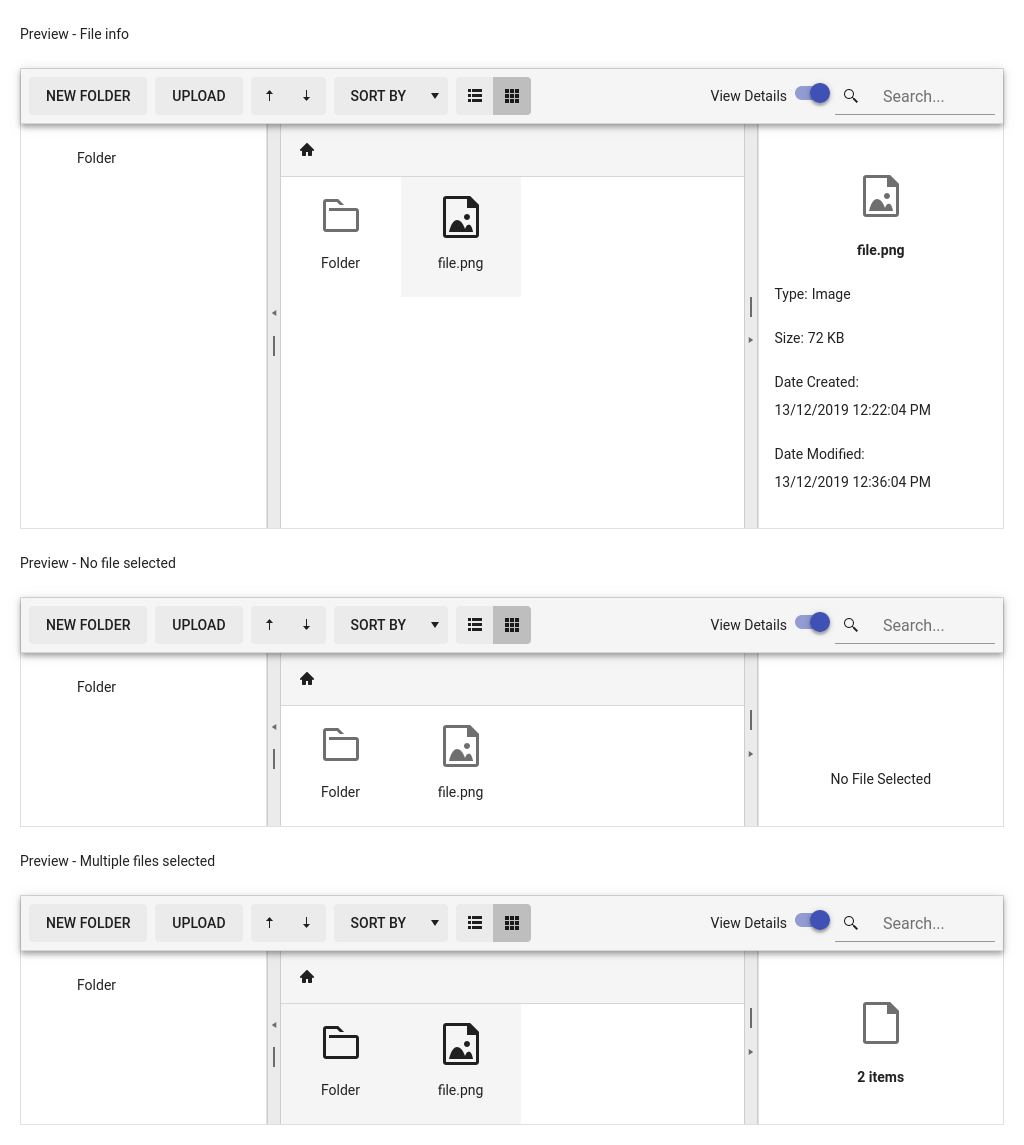 Preview - File info
NEW FOLDER UPLOAD SORT BY View Details Search...
Folder
Folder file.png
file.png
Type: Image
Size: 72 KB
Date Created:
13/12/2019 12:22:04 PM
Date Modified:
13/12/2019 12:36:04 PM
Preview - No file selected
NEW FOLDER UPLOAD SORT BY View Details Search...
Folder
Folder file.png
No File Selected
Preview - Multiple files selected
NEW FOLDER UPLOAD SORT BY View Details Search...
Folder
Folder file.png
2 items